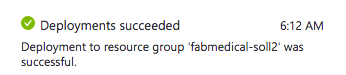 Deployments succeeded 6:12 AM
Deployment to resource group 'fabmedical-soll2' was
successful.